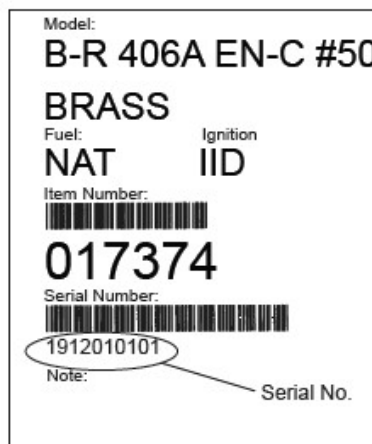 Model:
B-R 406A EN-C #50
BRASS
Fuel: Ignition
NAT IID
Item Number:
017374
Serial Number:
1912010101
Note:
Serial No.